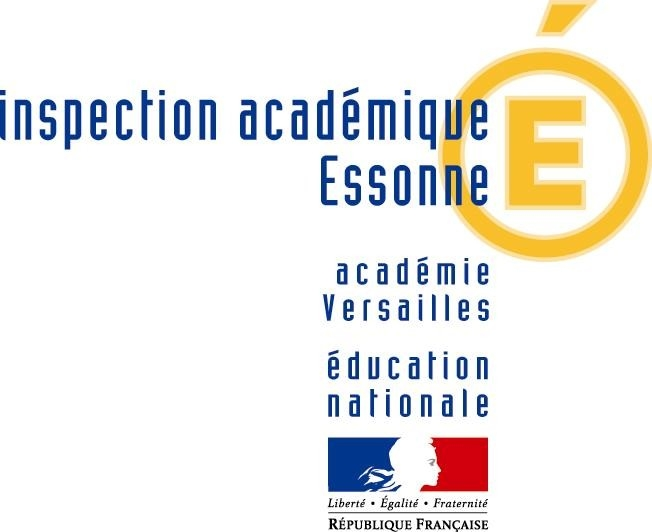 inspection académique
Essonne
É
académie
Versailles
éducation
nationale
Liberté • Égalité • Fraternité
RÉPUBLIQUE FRANÇAISE